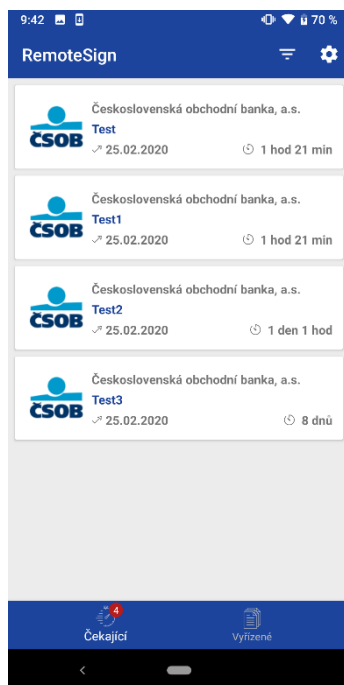 9:42 70 %
RemoteSign
Československá obchodní banka, a.s.
ČSOB Test
25.02.2020 1 hod 21 min
Československá obchodní banka, a.s.
ČSOB Test1
25.02.2020 1 hod 21 min
Československá obchodní banka, a.s.
ČSOB Test2
25.02.2020 1 den 1 hod
Československá obchodní banka, a.s.
ČSOB Test3
25.02.2020 8 dnů
4
Čekající Vyřízené